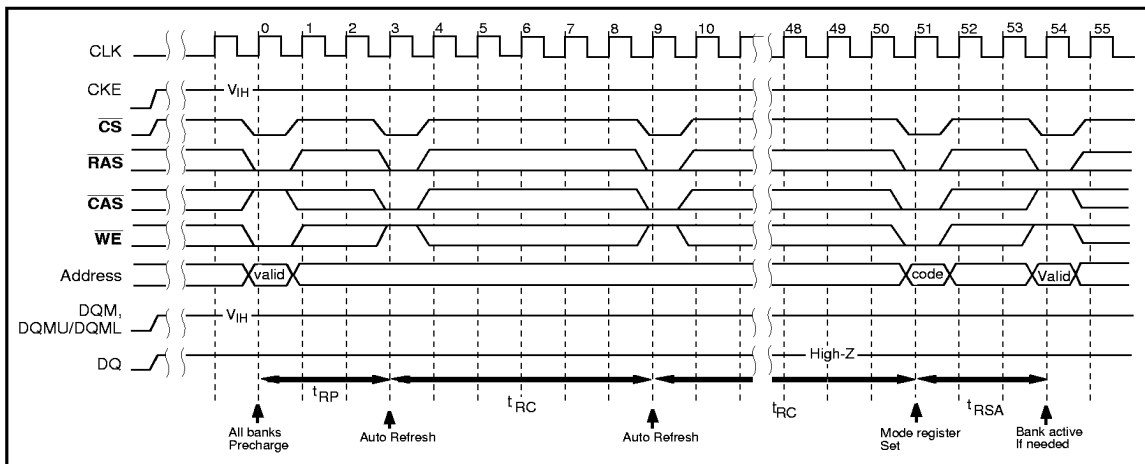 0 1 2 3 4 5 6 7 8 9 10 48 49 50 51 52 53 54 55
CLK
CKE VIH
CS
RAS
CAS
WE
Address valid code Valid
DQM,
DQMU/DQML VIH
DQ High-Z
tRP tRC tRC tRSA
All banks
Precharge
Auto Refresh
Auto Refresh
Mode register
Set
Bank active
If needed